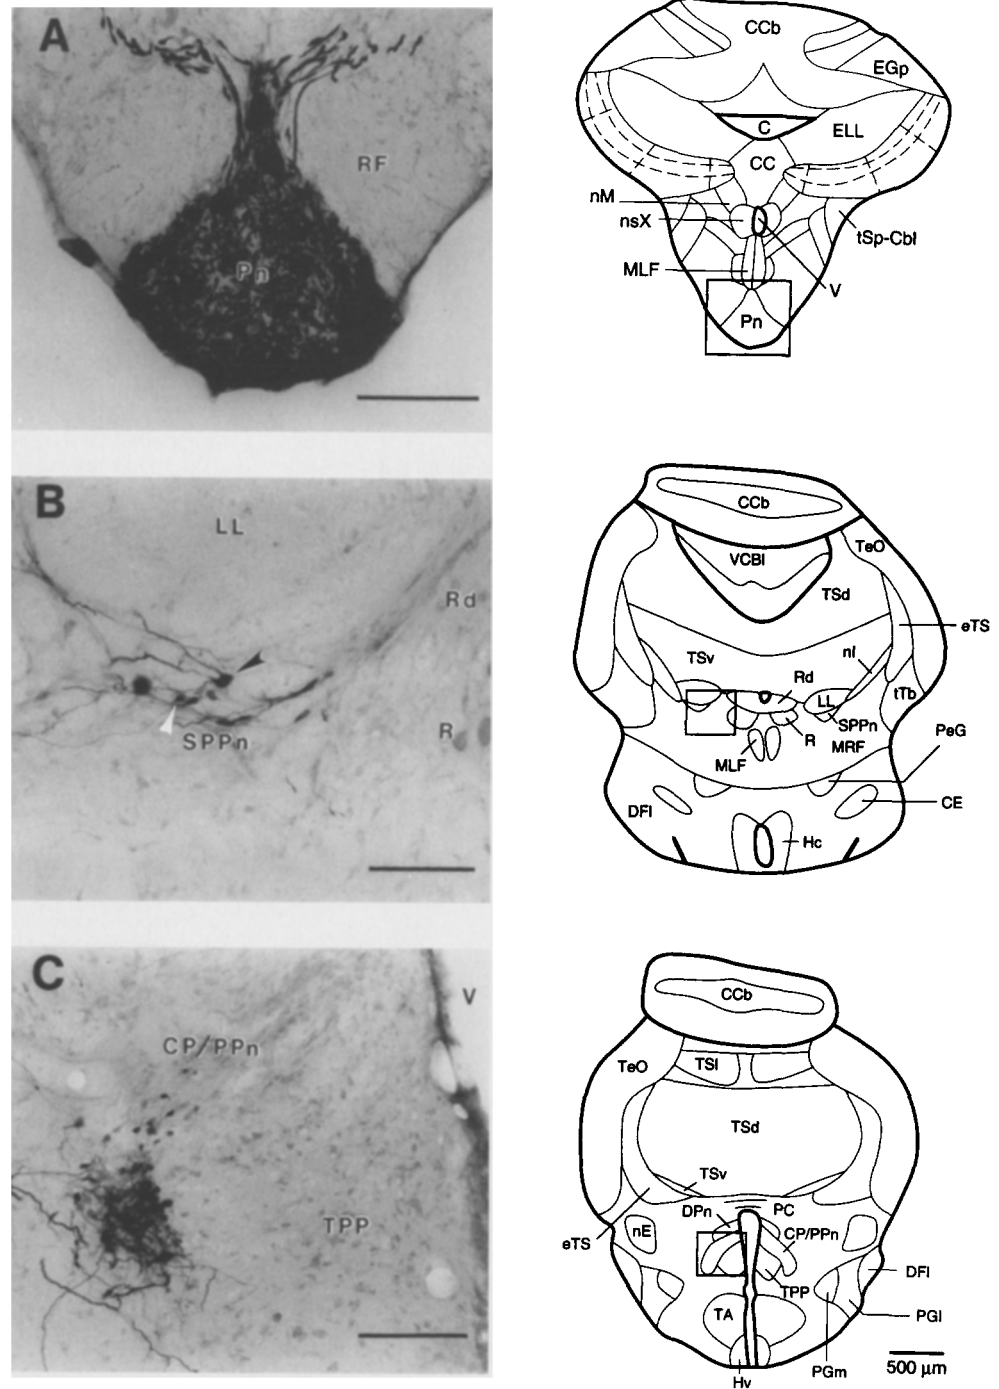 A
RF
Pn
CCb
EGp
C
ELL
CC
nM
nsX
tSp-Cbl
MLF
V
Pn
B
LL
Rd
R
SPPn
CCb
TeO
VCBl
TSd
eTS
TSv
nl
Rd
tTb
LL
SPPn
R
MRF
PeG
MLF
CE
DFl
Hc
C
V
CP/PPn
TPP
CCb
TeO
TSl
TSd
TSv
DPn
PC
nE
CP/PPn
eTS
DFl
TPP
TA
PGl
PGm
Hv
500 µm